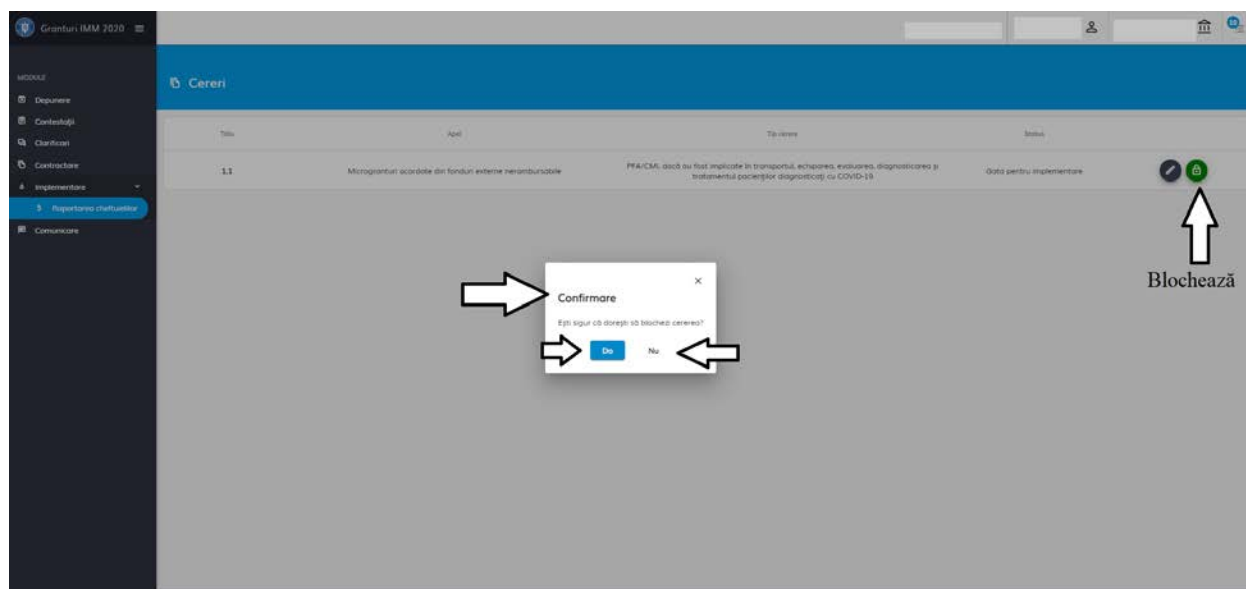 Granturi IMM 2020
MODULE
Depunere
Contestații
Clarificari
Contractare
Implementare
$ Raportarea cheltuielilor
Comunicare
Cereri
Titlu Apel Tip cerere Status
1.1 Microgranturi acordate din fonduri externe nerambursabile PFA/CMI, dacă au fost implicate în transportul, echiparea, evaluarea, diagnosticarea și Gata pentru implementare
tratamentul pacienților diagnosticați cu COVID-19
Blochează
Confirmare
Ești sigur că dorești să blochezi cererea?
Da Nu